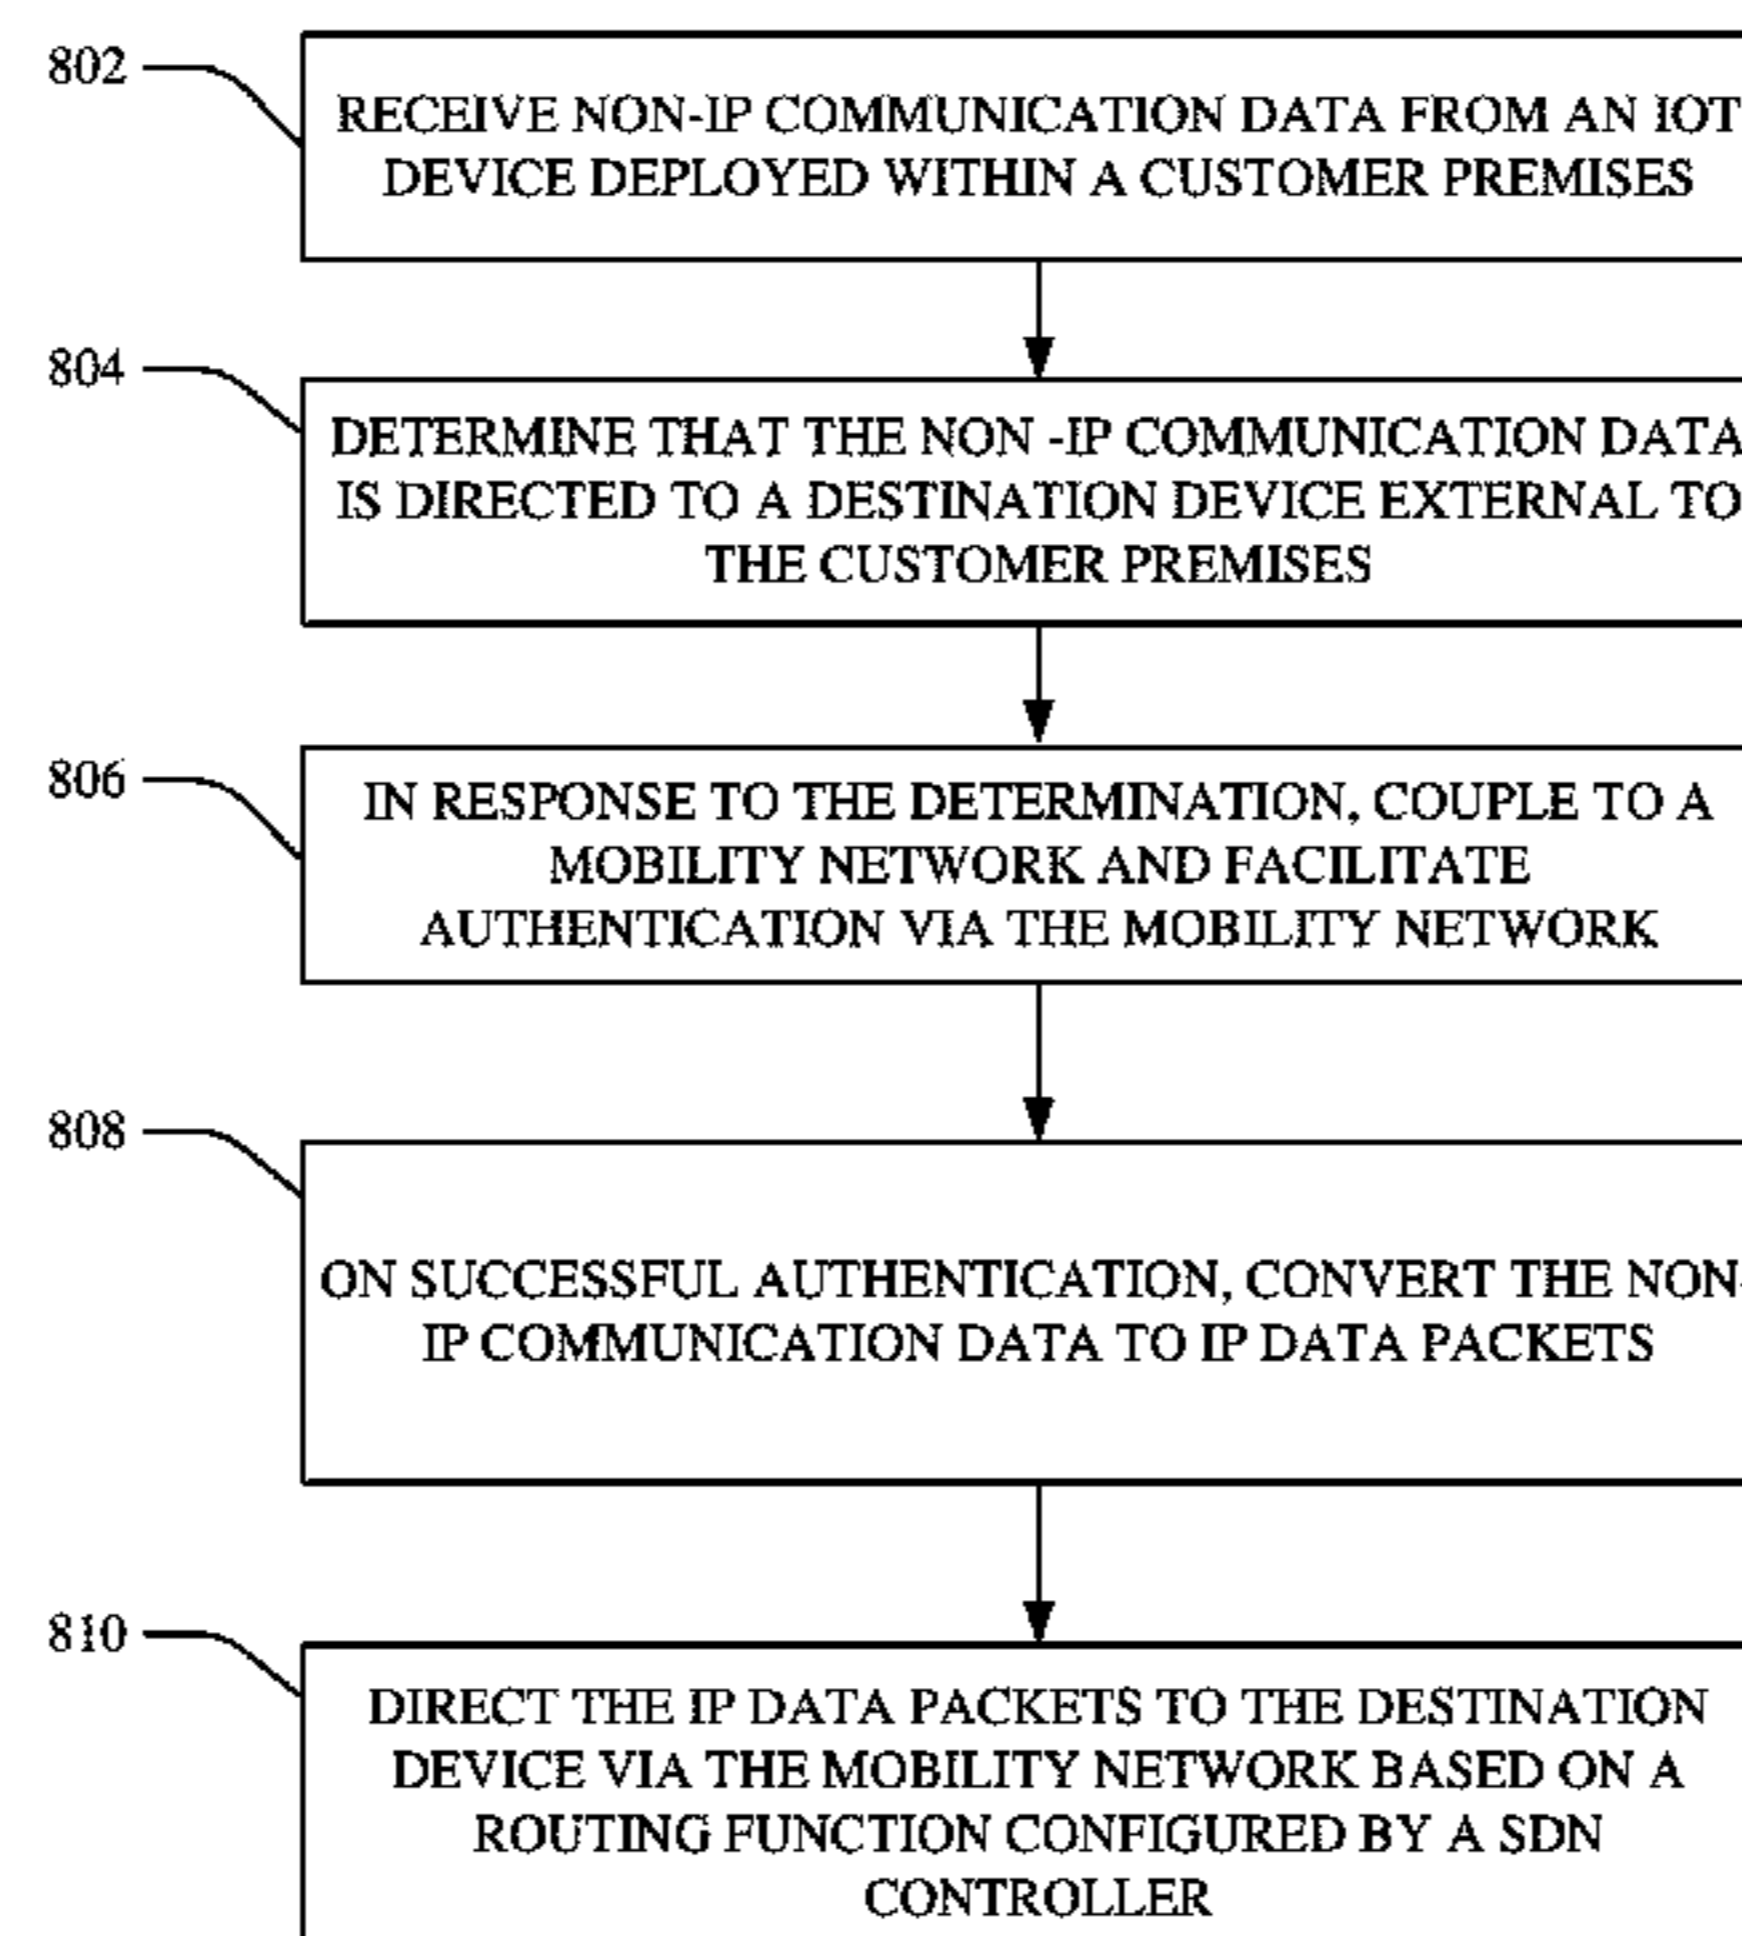 802
RECEIVE NON-IP COMMUNICATION DATA FROM AN IOT
DEVICE DEPLOYED WITHIN A CUSTOMER PREMISES
804
DETERMINE THAT THE NON -IP COMMUNICATION DATA
IS DIRECTED TO A DESTINATION DEVICE EXTERNAL TO
THE CUSTOMER PREMISES
806
IN RESPONSE TO THE DETERMINATION, COUPLE TO A
MOBILITY NETWORK AND FACILITATE
AUTHENTICATION VIA THE MOBILITY NETWORK
808
ON SUCCESSFUL AUTHENTICATION, CONVERT THE NON-
IP COMMUNICATION DATA TO IP DATA PACKETS
810
DIRECT THE IP DATA PACKETS TO THE DESTINATION
DEVICE VIA THE MOBILITY NETWORK BASED ON A
ROUTING FUNCTION CONFIGURED BY A SDN
CONTROLLER